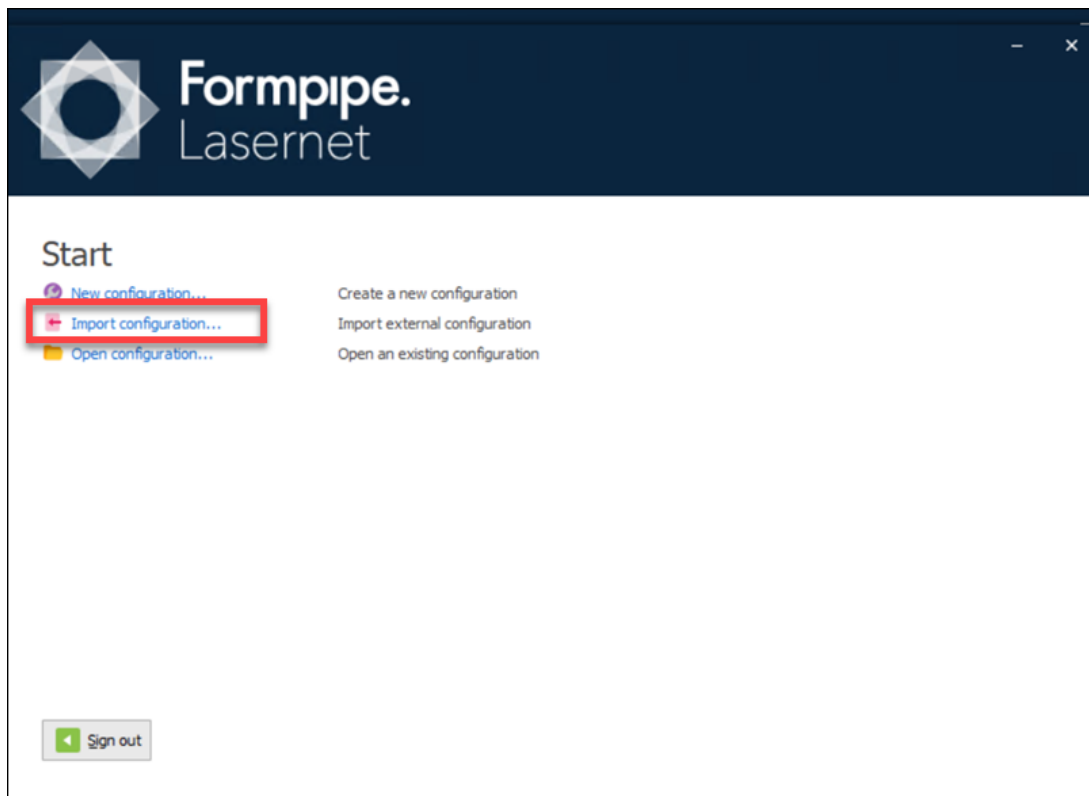 Formpipe.
Lasernet
Start
New configuration... Create a new configuration
Import configuration... Import external configuration
Open configuration... Open an existing configuration
Sign out